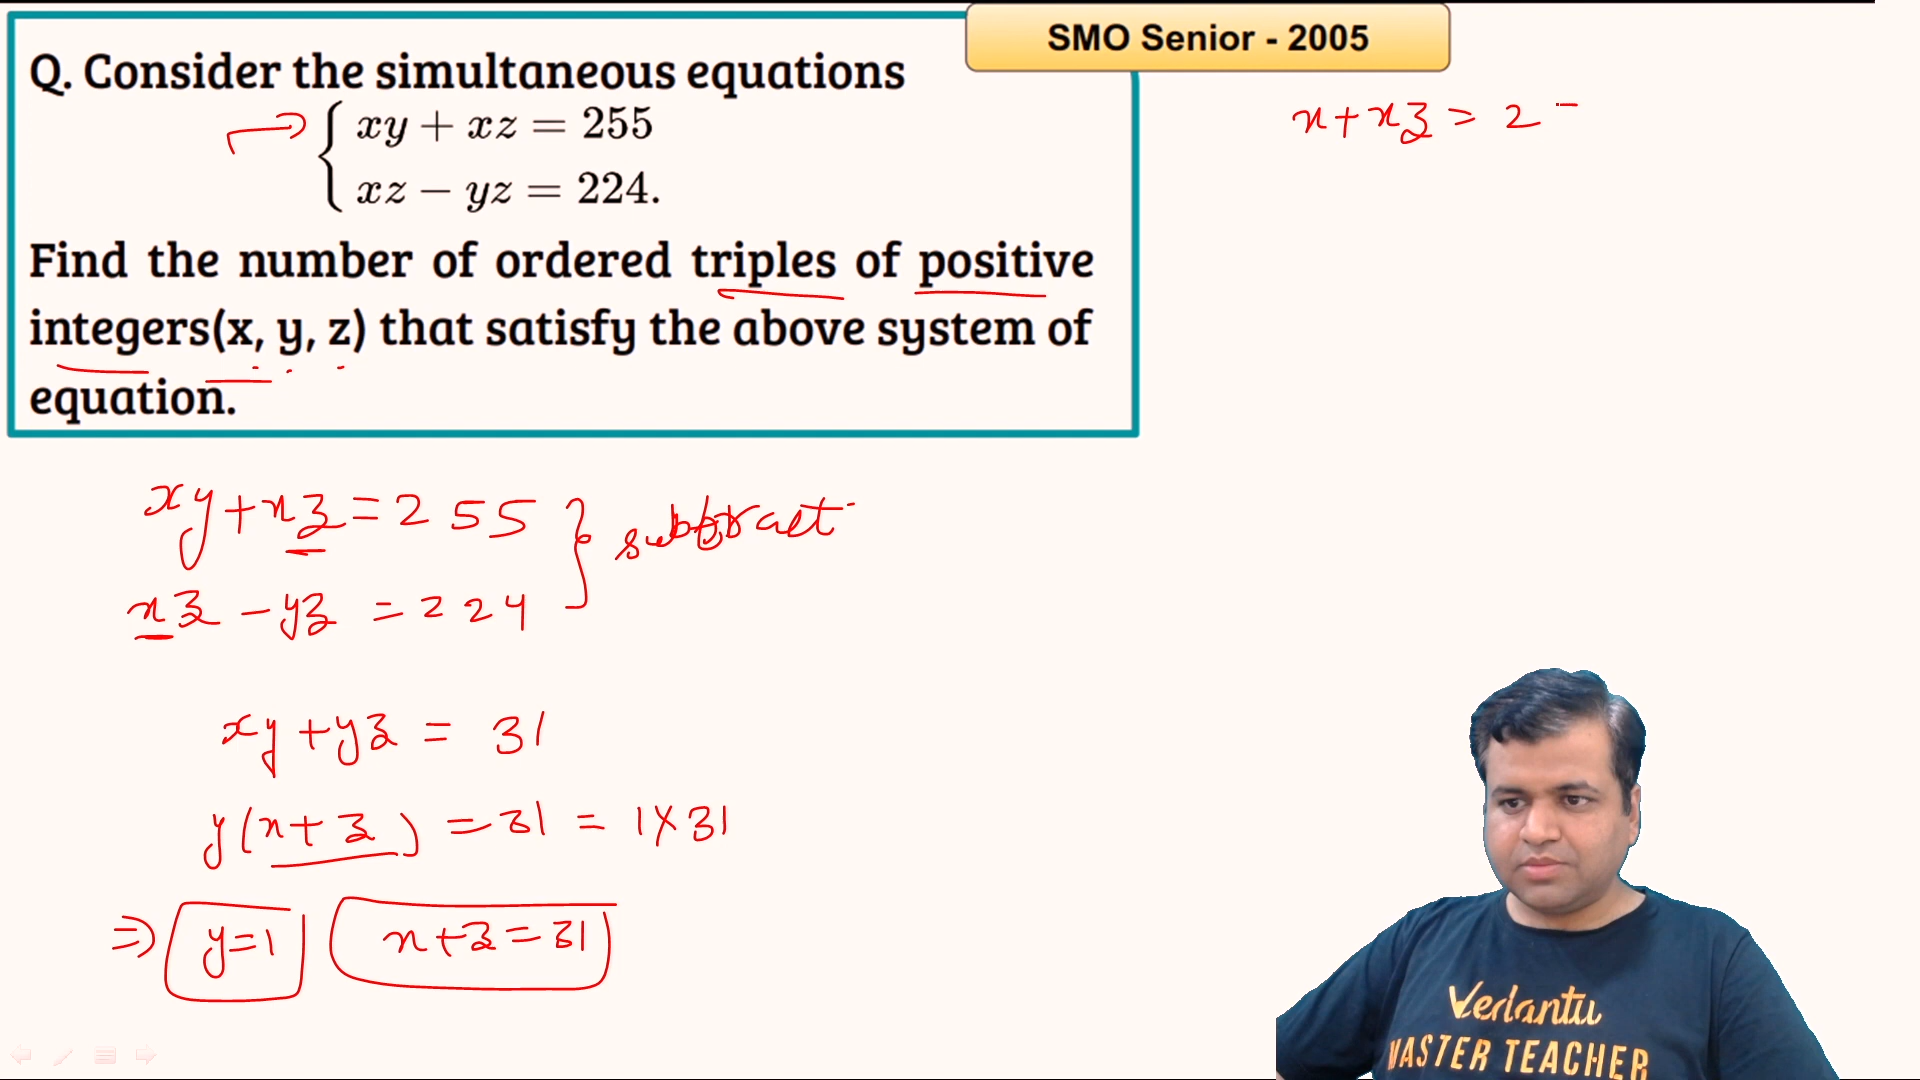 SMO Senior - 2005
Q. Consider the simultaneous equations
xy + xz = 255
xz − yz = 224.
Find the number of ordered triples of positive
integers(x, y, z) that satisfy the above system of
equation.
x + xz = 2
xy + xz = 255
xz − yz = 224
subtract
xy + yz = 31
y(x + z) = 31 = 1 × 31
⇒ y=1 x+z=31
Vedantu
MASTER TEACHER